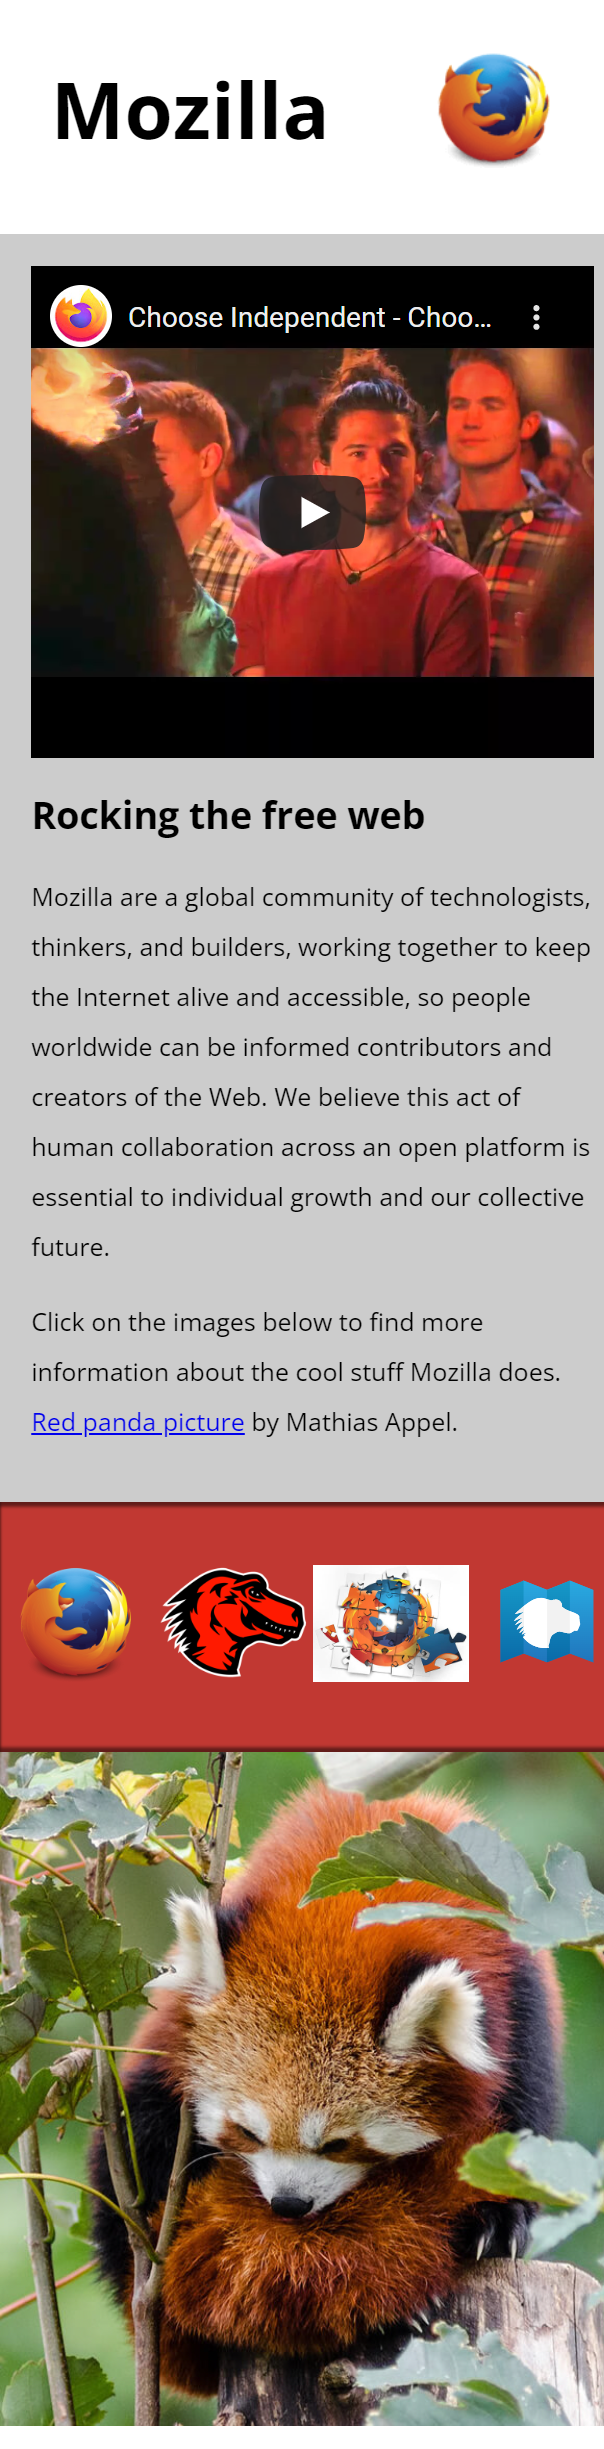 Mozilla
Choose Independent - Choo...
Rocking the free web
Mozilla are a global community of technologists,
thinkers, and builders, working together to keep
the Internet alive and accessible, so people
worldwide can be informed contributors and
creators of the Web. We believe this act of
human collaboration across an open platform is
essential to individual growth and our collective
future.
Click on the images below to find more
information about the cool stuff Mozilla does.
Red panda picture by Mathias Appel.